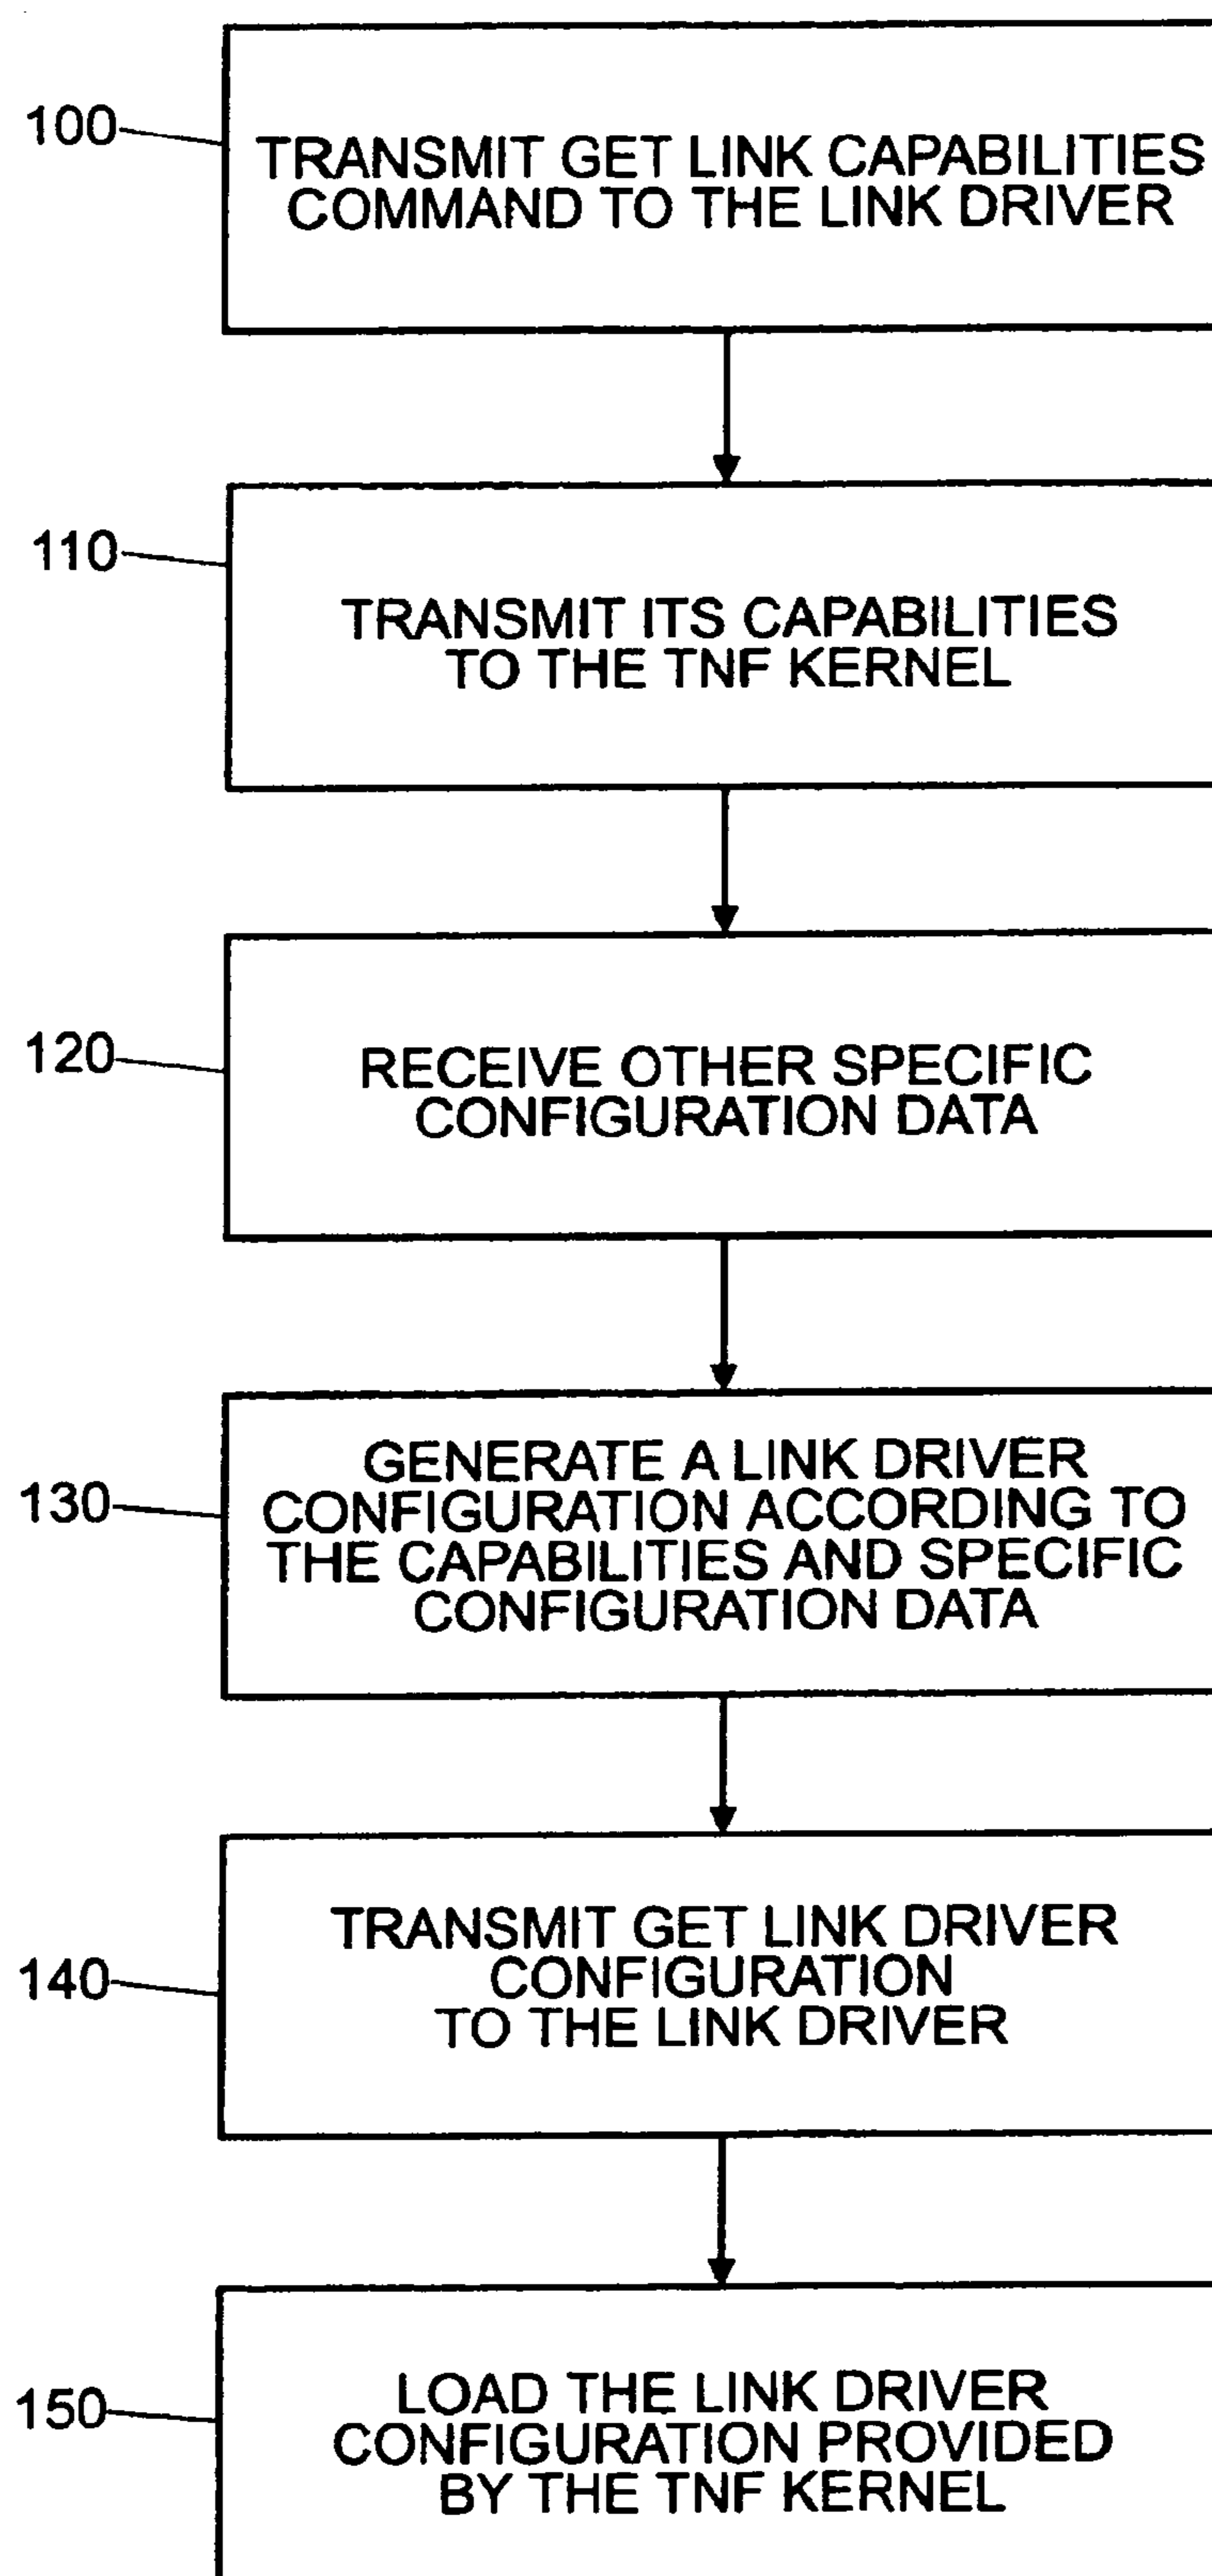 100
TRANSMIT GET LINK CAPABILITIES
COMMAND TO THE LINK DRIVER
110
TRANSMIT ITS CAPABILITIES
TO THE TNF KERNEL
120
RECEIVE OTHER SPECIFIC
CONFIGURATION DATA
130
GENERATE A LINK DRIVER
CONFIGURATION ACCORDING TO
THE CAPABILITIES AND SPECIFIC
CONFIGURATION DATA
140
TRANSMIT GET LINK DRIVER
CONFIGURATION
TO THE LINK DRIVER
150
LOAD THE LINK DRIVER
CONFIGURATION PROVIDED
BY THE TNF KERNEL